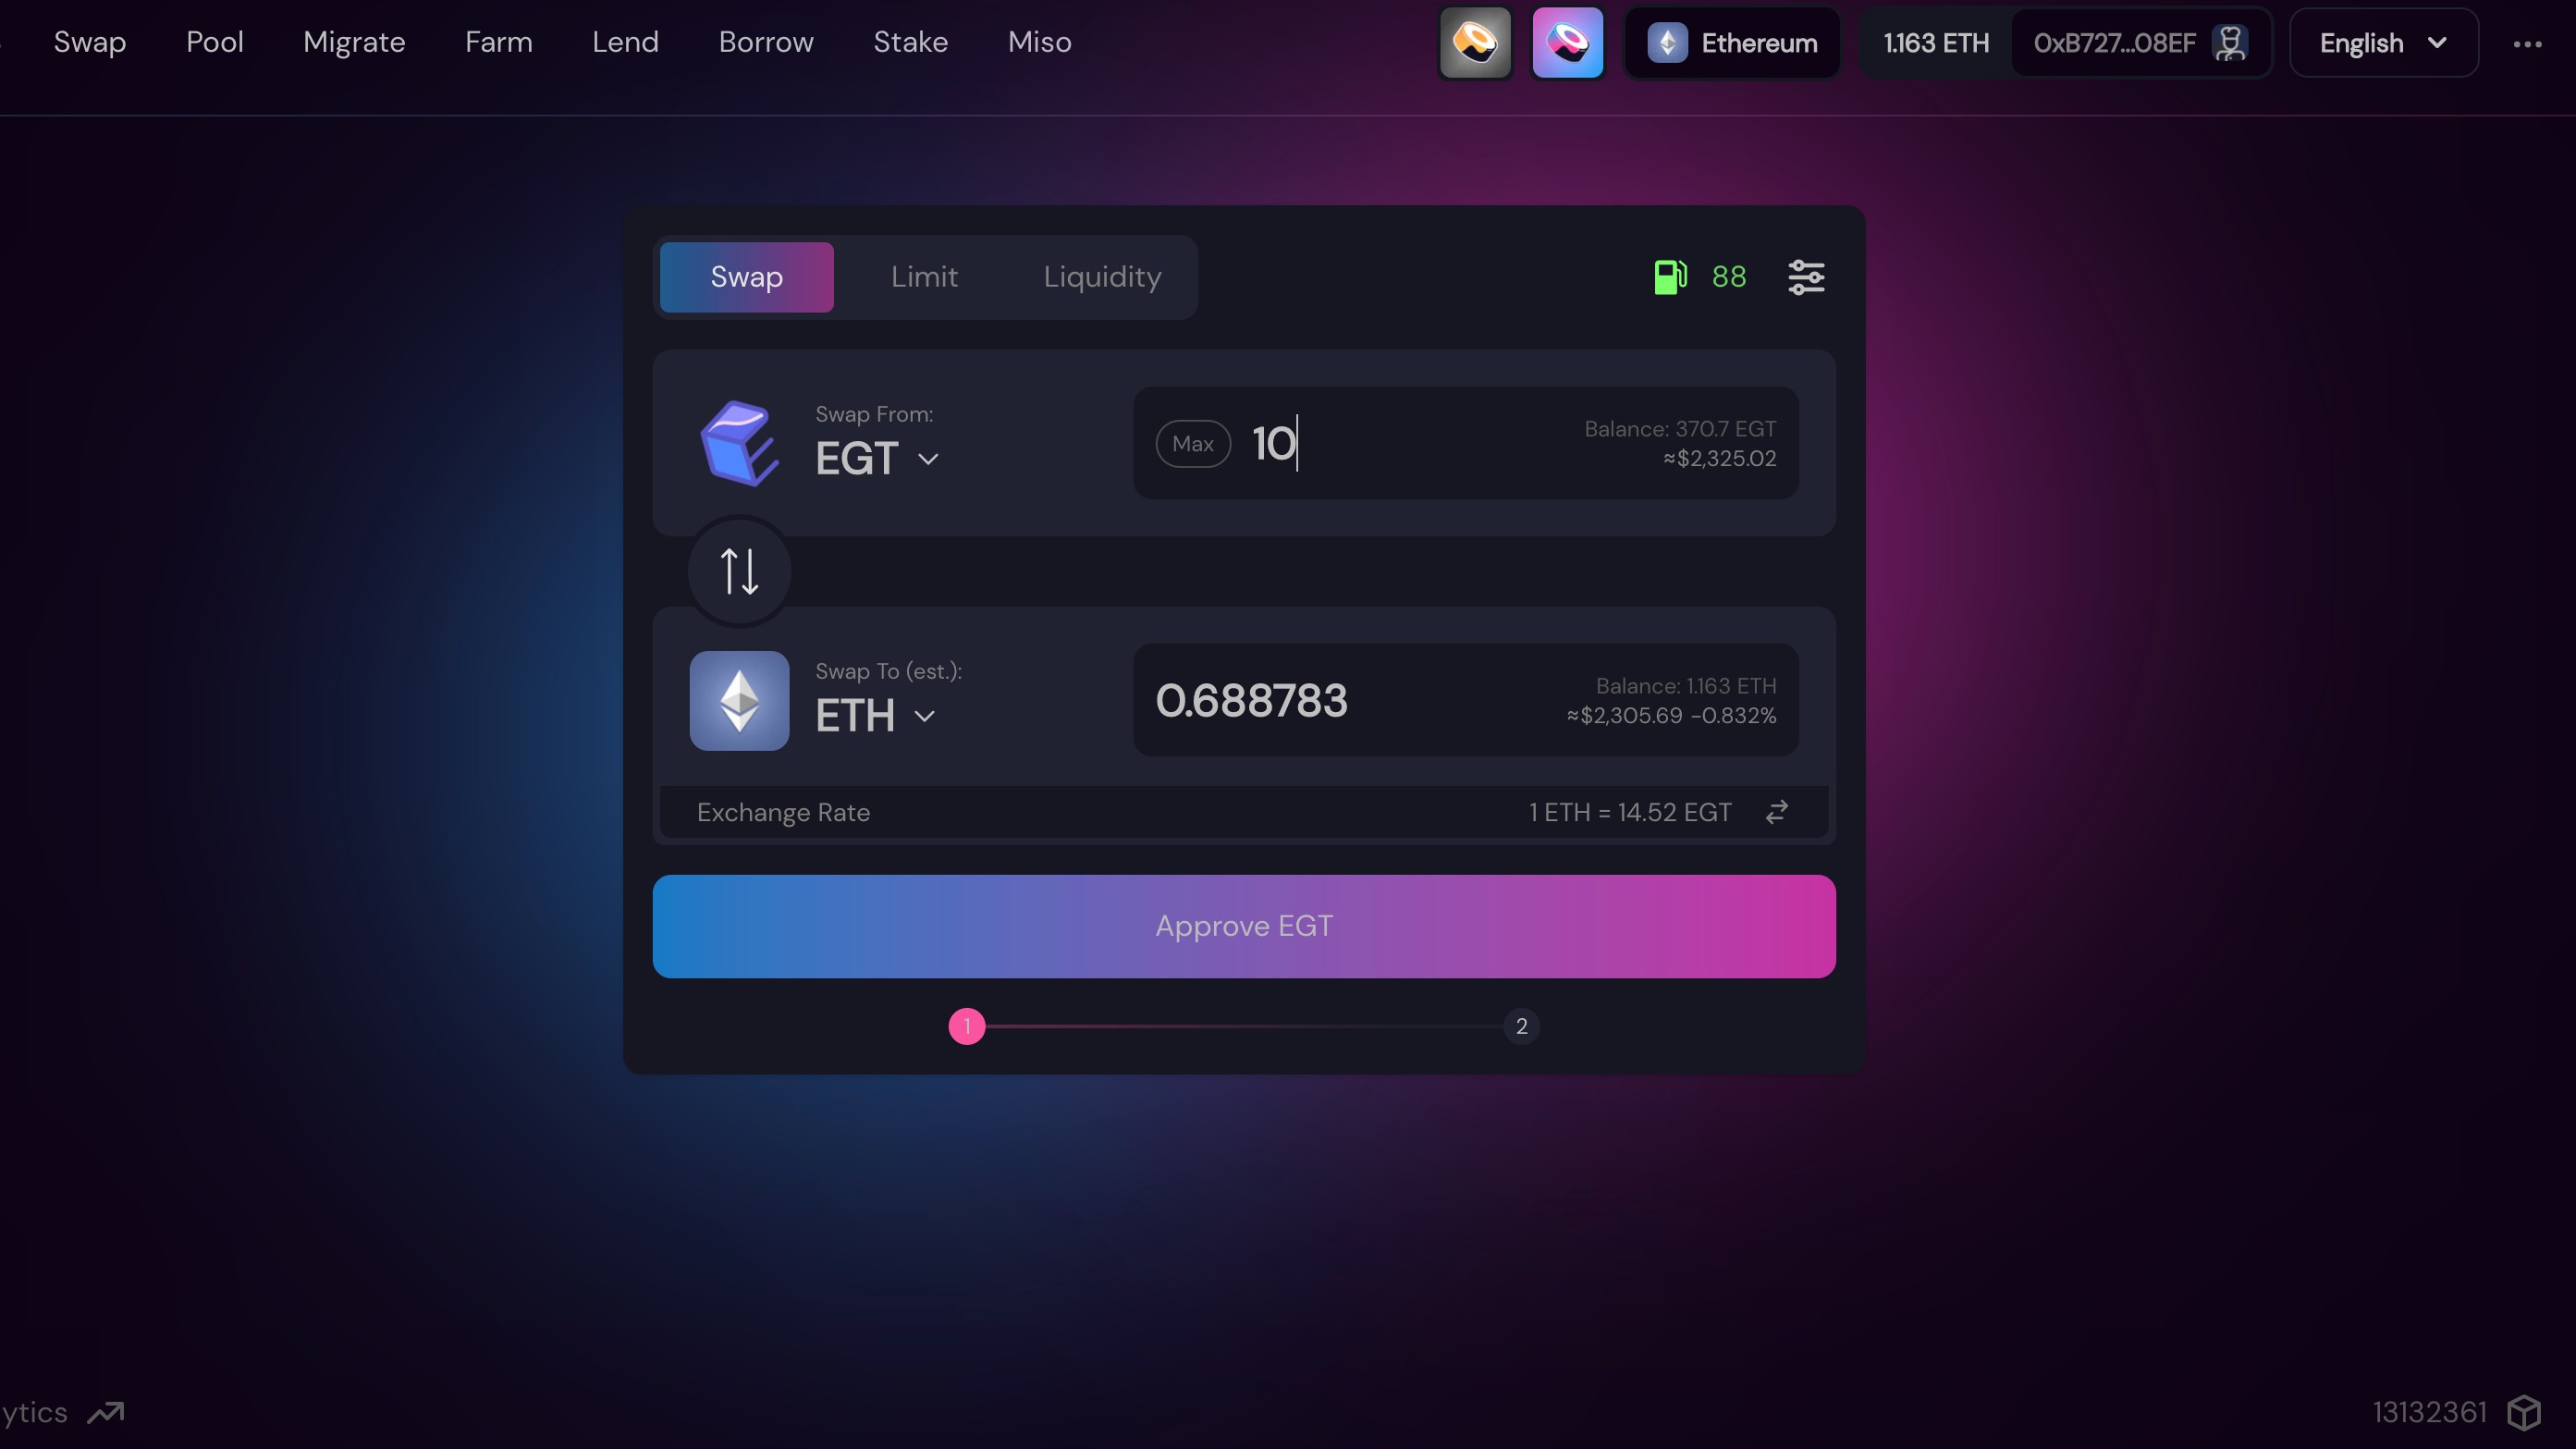 Swap Pool Migrate Farm Lend Borrow Stake Miso Ethereum 1.163 ETH 0xB727...08EF English ...
Swap Limit Liquidity 88
Swap From:
EGT
Max 10
Balance: 370.7 EGT
≈$2,325.02
Swap To (est.):
ETH
0.688783
Balance: 1.163 ETH
≈$2,305.69 -0.832%
Exchange Rate 1 ETH = 14.52 EGT
Approve EGT
1 2
ytics 13132361